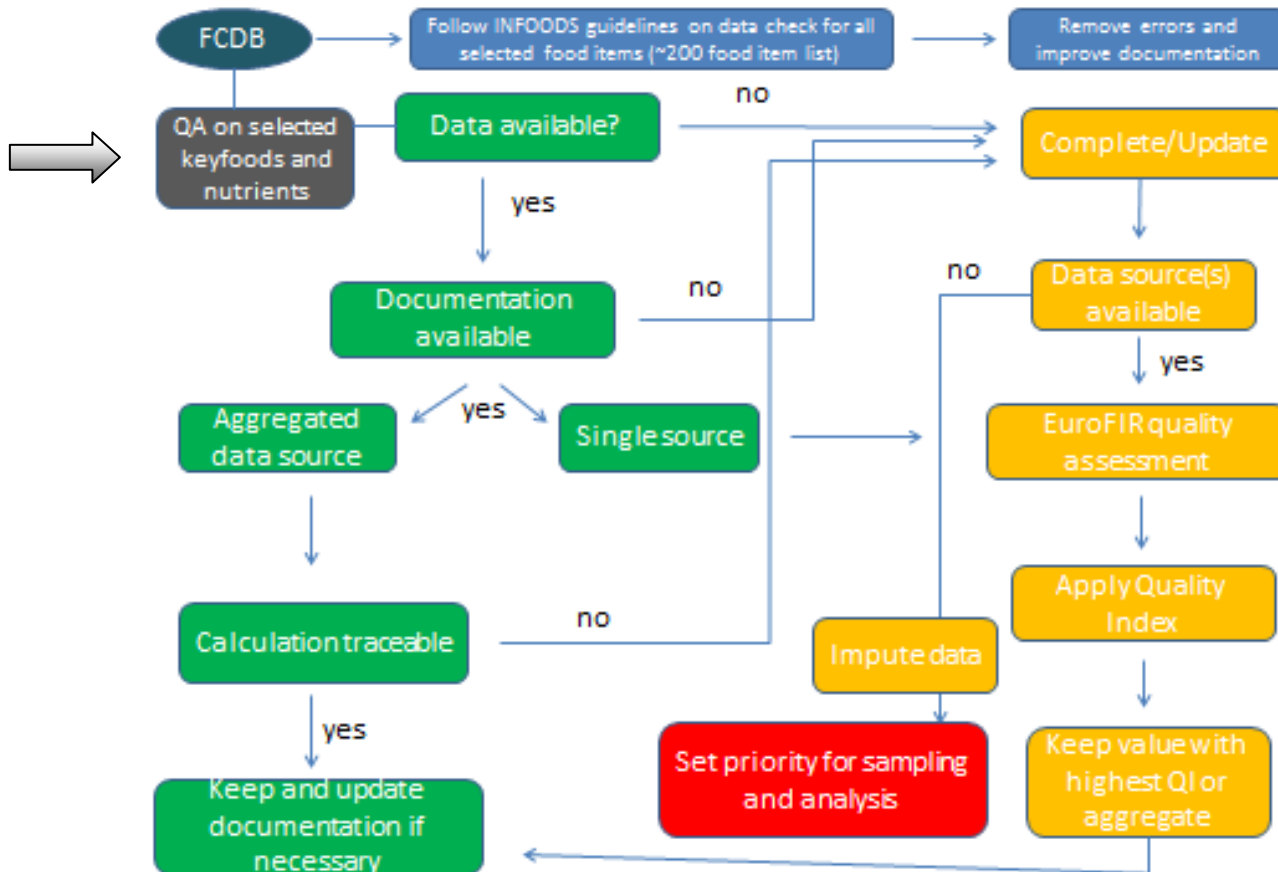 FCDB
Follow INFOODS guidelines on data check for all
selected food items (~200 food item list)
Remove errors and
improve documentation
QA on selected
keyfoods and
nutrients
Data available?
no
Complete/Update
yes
Documentation
available
no
no
Data source(s)
available
yes
yes
Aggregated
data source
Single source
EuroFIR quality
assessment
Calculation traceable
no
Impute data
Apply Quality
Index
yes
Set priority for sampling
and analysis
Keep value with
highest QI or
aggregate
Keep and update
documentation if
necessary